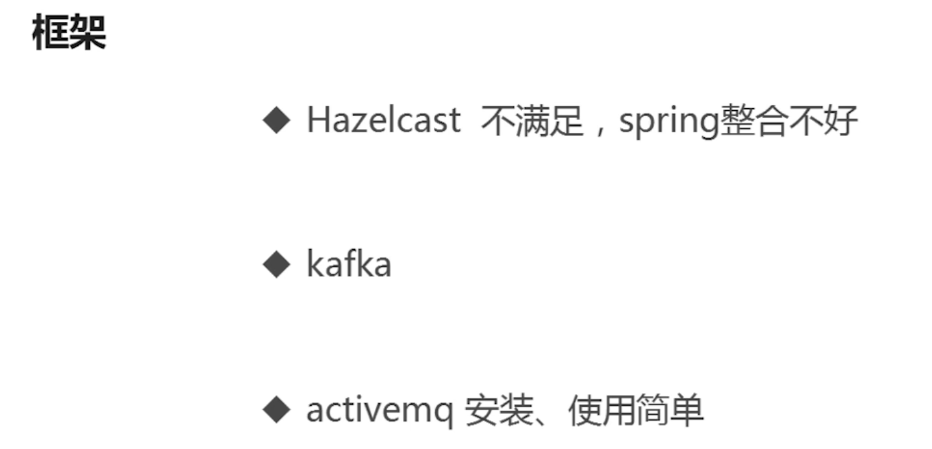 框架
◆ Hazelcast 不满足，spring整合不好
◆ kafka
◆ activemq 安装、使用简单